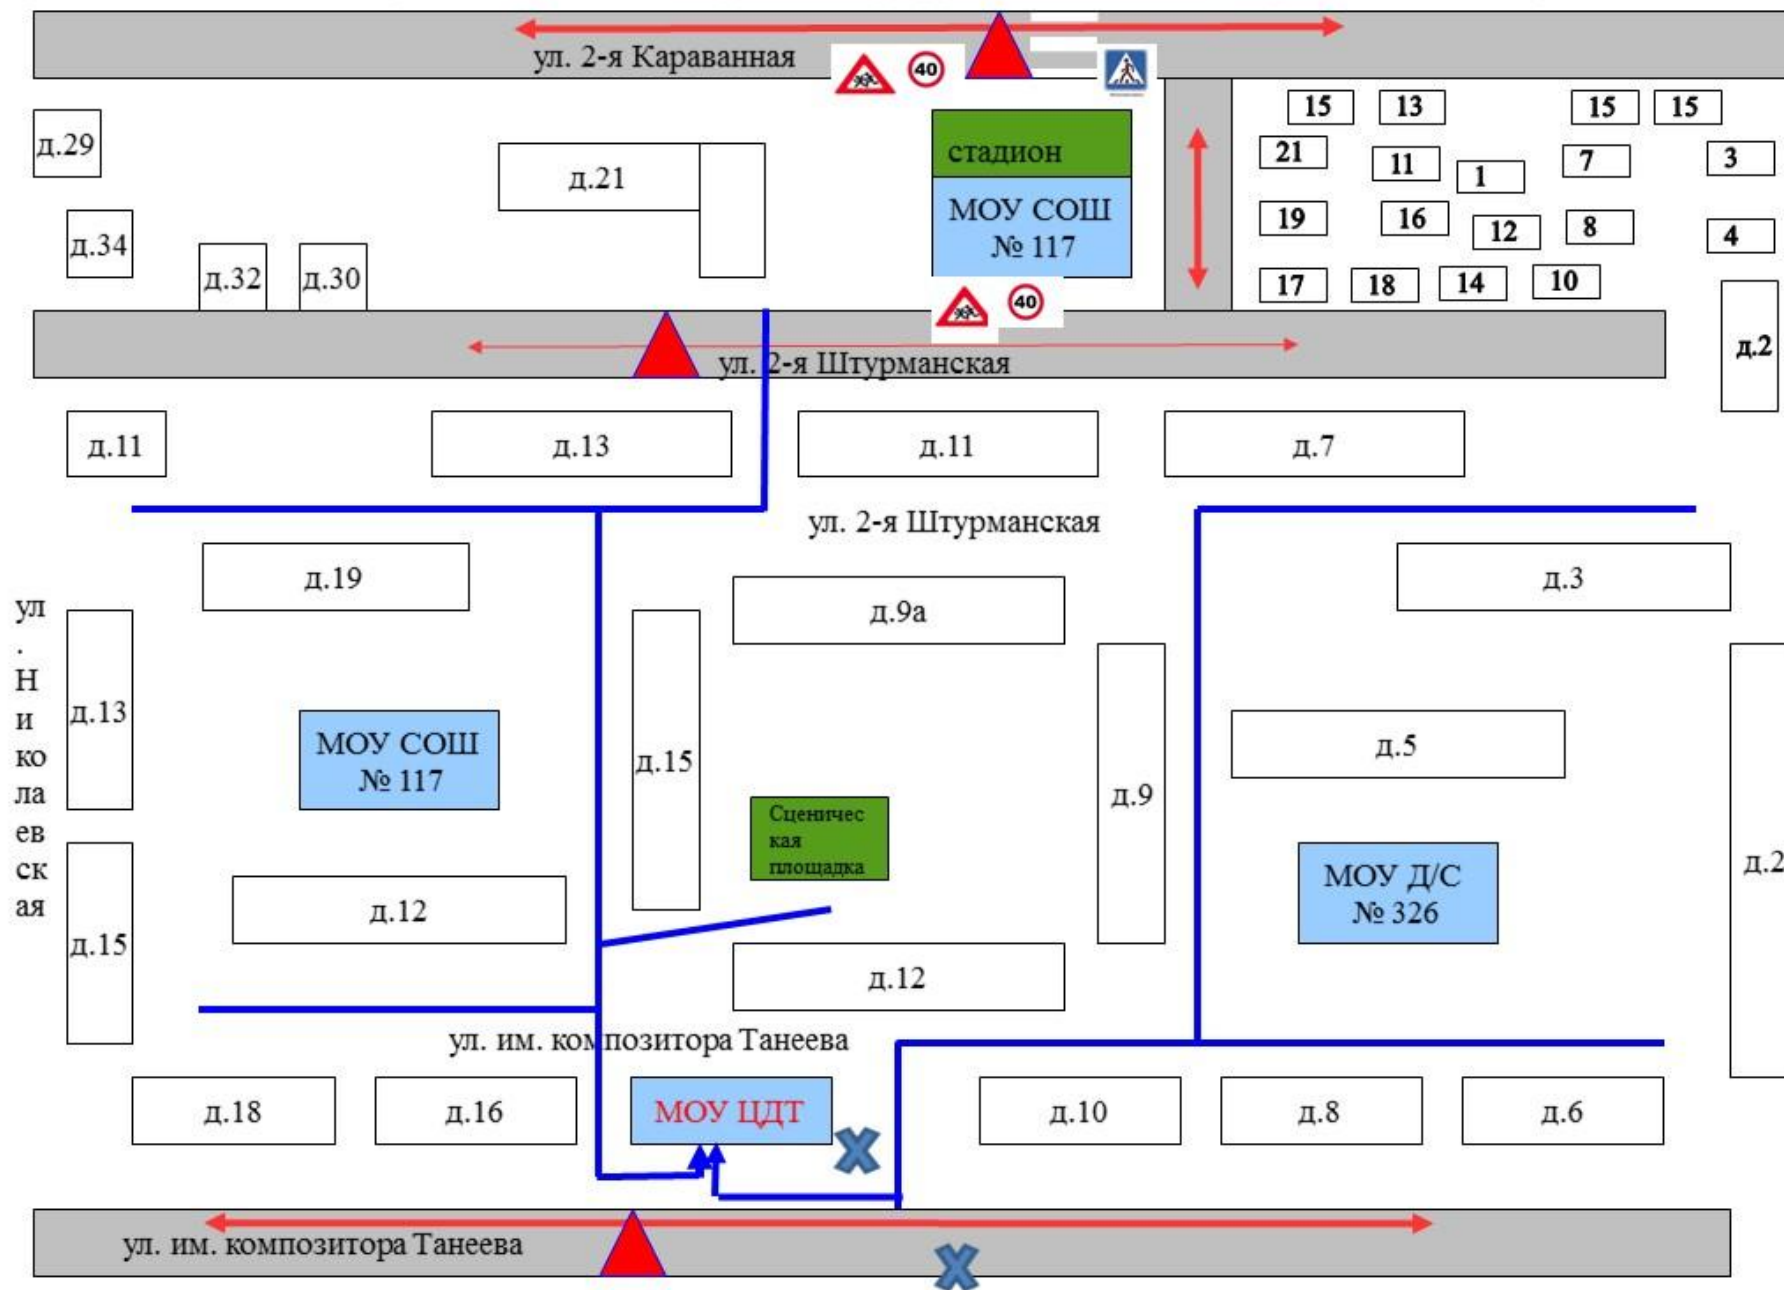 ул. 2-я Караванная
40
д.29
д.21
стадион
МОУ СОШ
№ 117
15
13
15
15
21
11
1
7
3
д.34
д.32
д.30
19
16
12
8
4
17
18
14
10
40
ул. 2-я Штурманская
д.2
д.11
д.13
д.11
д.7
ул. 2-я Штурманская
д.19
д.9а
д.3
ул
.
Н
и
ко
ла
ев
ск
ая
д.13
МОУ СОШ
№ 117
д.15
д.9
д.5
Сценичес
кая
площадка
МОУ Д/С
№ 326
д.2
д.12
д.15
д.12
ул. им. композитора Танеева
д.18
д.16
МОУ ЦДТ
д.10
д.8
д.6
ул. им. композитора Танеева